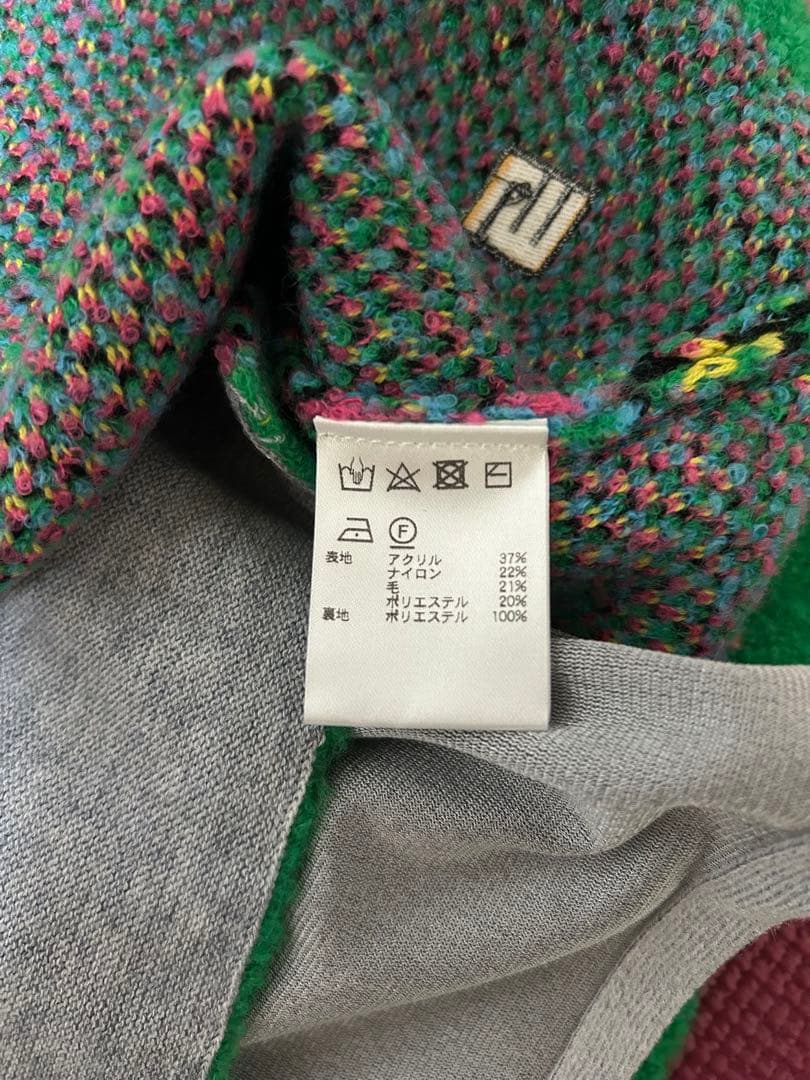 F
表地 アクリル 37%
ナイロン 22%
毛 21%
ポリエステル 20%
裏地 ポリエステル 100%